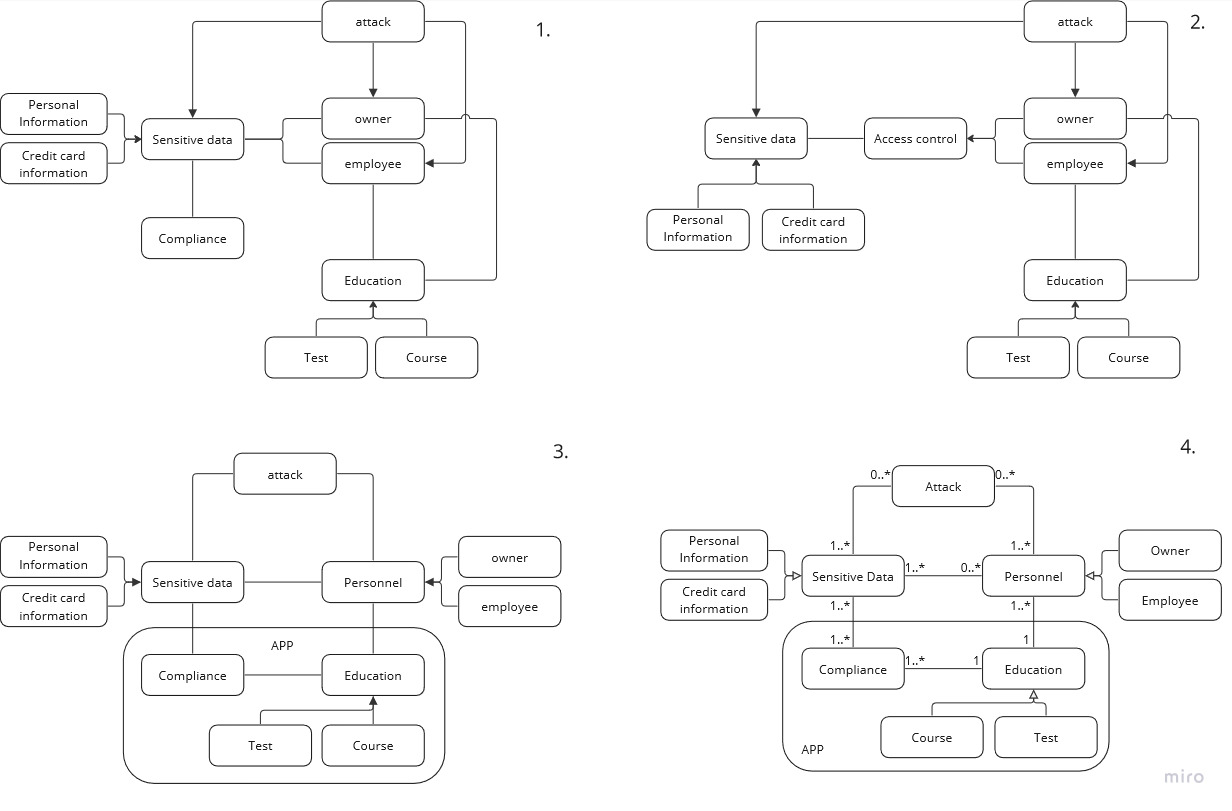 1.
attack
owner
employee
Personal
Information
Credit card
information
Sensitive data
Compliance
Education
Test
Course
2.
attack
owner
employee
Sensitive data
Access control
Personal
Information
Credit card
information
Education
Test
Course
3.
attack
Personal
Information
Credit card
information
Sensitive data
Personnel
owner
employee
APP
Compliance
Education
Test
Course
4.
0..*
Attack
0..*
1..*
1..*
Personal
Information
Credit card
information
Sensitive Data
1..*
0..*
Personnel
Owner
Employee
1..*
1..*
1..*
1
Compliance
1..*
1
Education
Course
Test
APP
miro